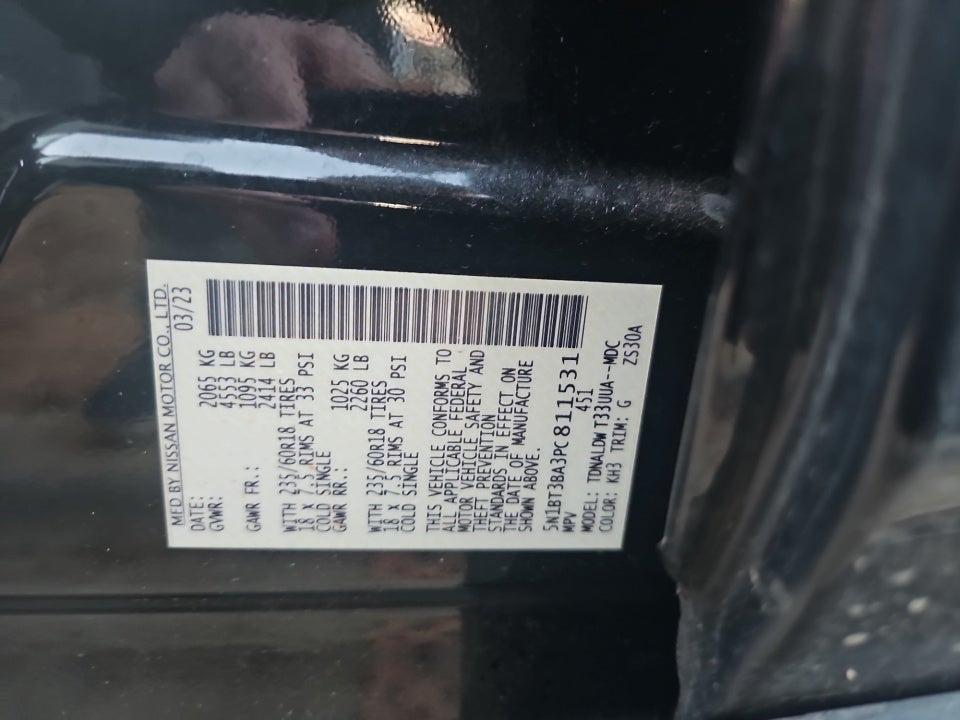 MFD BY NISSAN MOTOR CO., LTD.
DATE: 03/23
GVWR: 2065 KG
4553 LB
GAWR FR.: 1095 KG
2414 LB
WITH 235/60R18 TIRES
18 X 7.5 RIMS AT 33 PSI
COLD SINGLE
GAWR RR.: 1025 KG
2260 LB
WITH 235/60R18 TIRES
18 X 7.5 RIMS AT 30 PSI
COLD SINGLE
THIS VEHICLE CONFORMS TO
ALL APPLICABLE FEDERAL
MOTOR VEHICLE SAFETY AND
THEFT PREVENTION
STANDARDS IN EFFECT ON
THE DATE OF MANUFACTURE
SHOWN ABOVE.
5N1BT3BA3PC811531
MPV 451
MODEL: TDNALDWT33UUA--MDC
COLOR: KH3 TRIM: G ZS30A